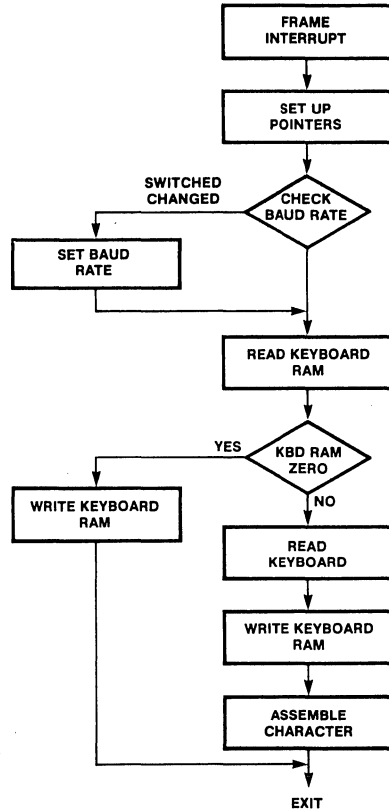 FRAME
INTERRUPT
SET UP
POINTERS
SWITCHED
CHANGED
CHECK
BAUD RATE
SET BAUD
RATE
READ KEYBOARD
RAM
YES
KBD RAM
ZERO
NO
WRITE KEYBOARD
RAM
READ
KEYBOARD
WRITE KEYBOARD
RAM
ASSEMBLE
CHARACTER
EXIT